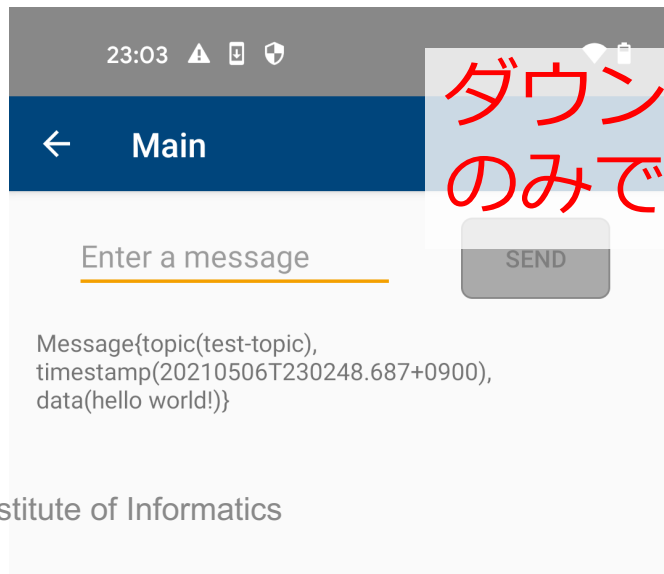 23:03
ダウン
← Main
のみで
Enter a message
SEND
Message{topic(test-topic),
timestamp(20210506T230248.687+0900),
data(hello world!)}
stitute of Informatics